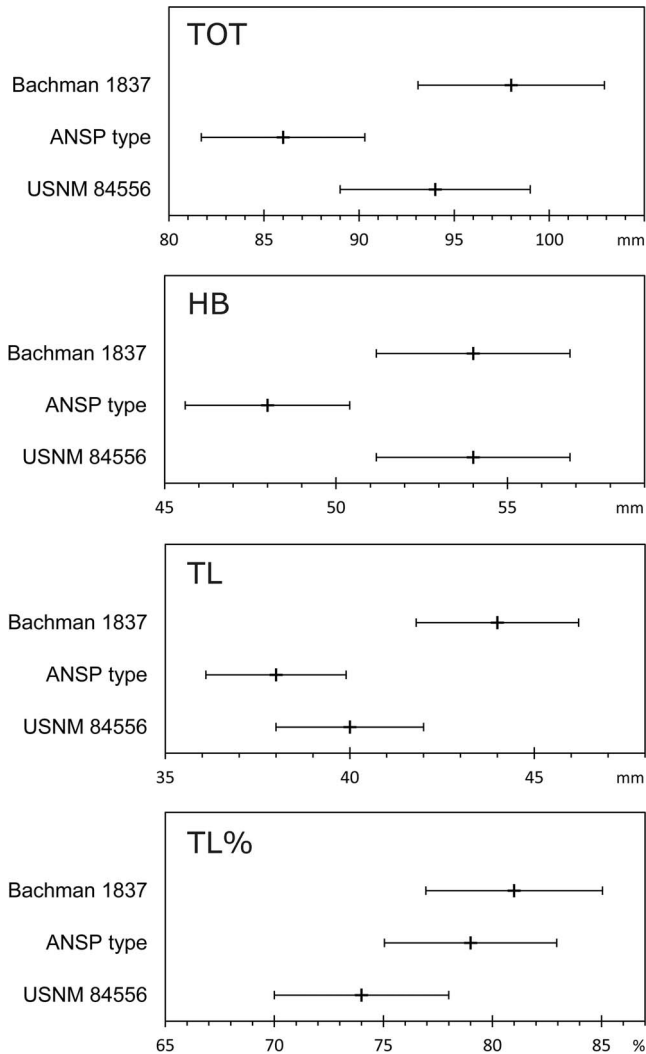 TOT
Bachman 1837
ANSP type
USNM 84556
80 85 90 95 100 mm
HB
Bachman 1837
ANSP type
USNM 84556
45 50 55 mm
TL
Bachman 1837
ANSP type
USNM 84556
35 40 45 mm
TL%
Bachman 1837
ANSP type
USNM 84556
65 70 75 80 85 %